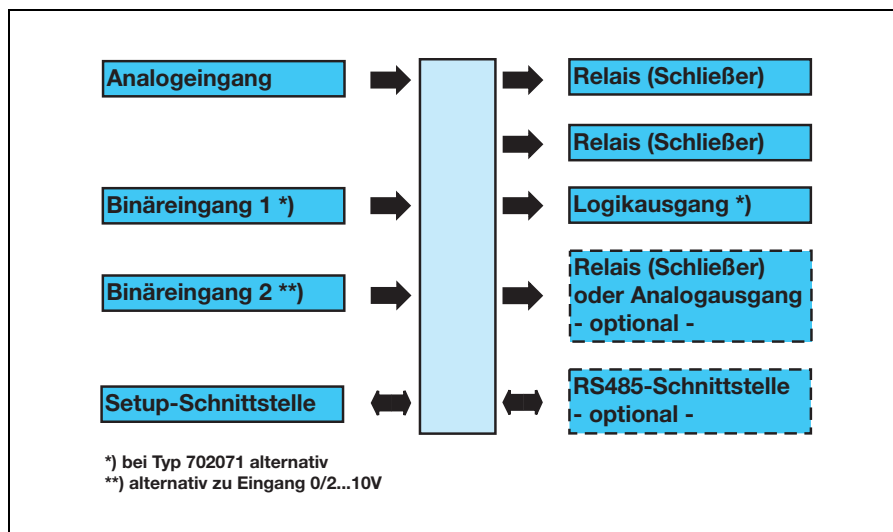 Analogeingang
Relais (Schließer)
Relais (Schließer)
Binäreingang 1 *)
Logikausgang *)
Binäreingang 2 **)
Relais (Schließer)
oder Analogausgang
- optional -
Setup-Schnittstelle
RS485-Schnittstelle
- optional -
*) bei Typ 702071 alternativ
**) alternativ zu Eingang 0/2...10V